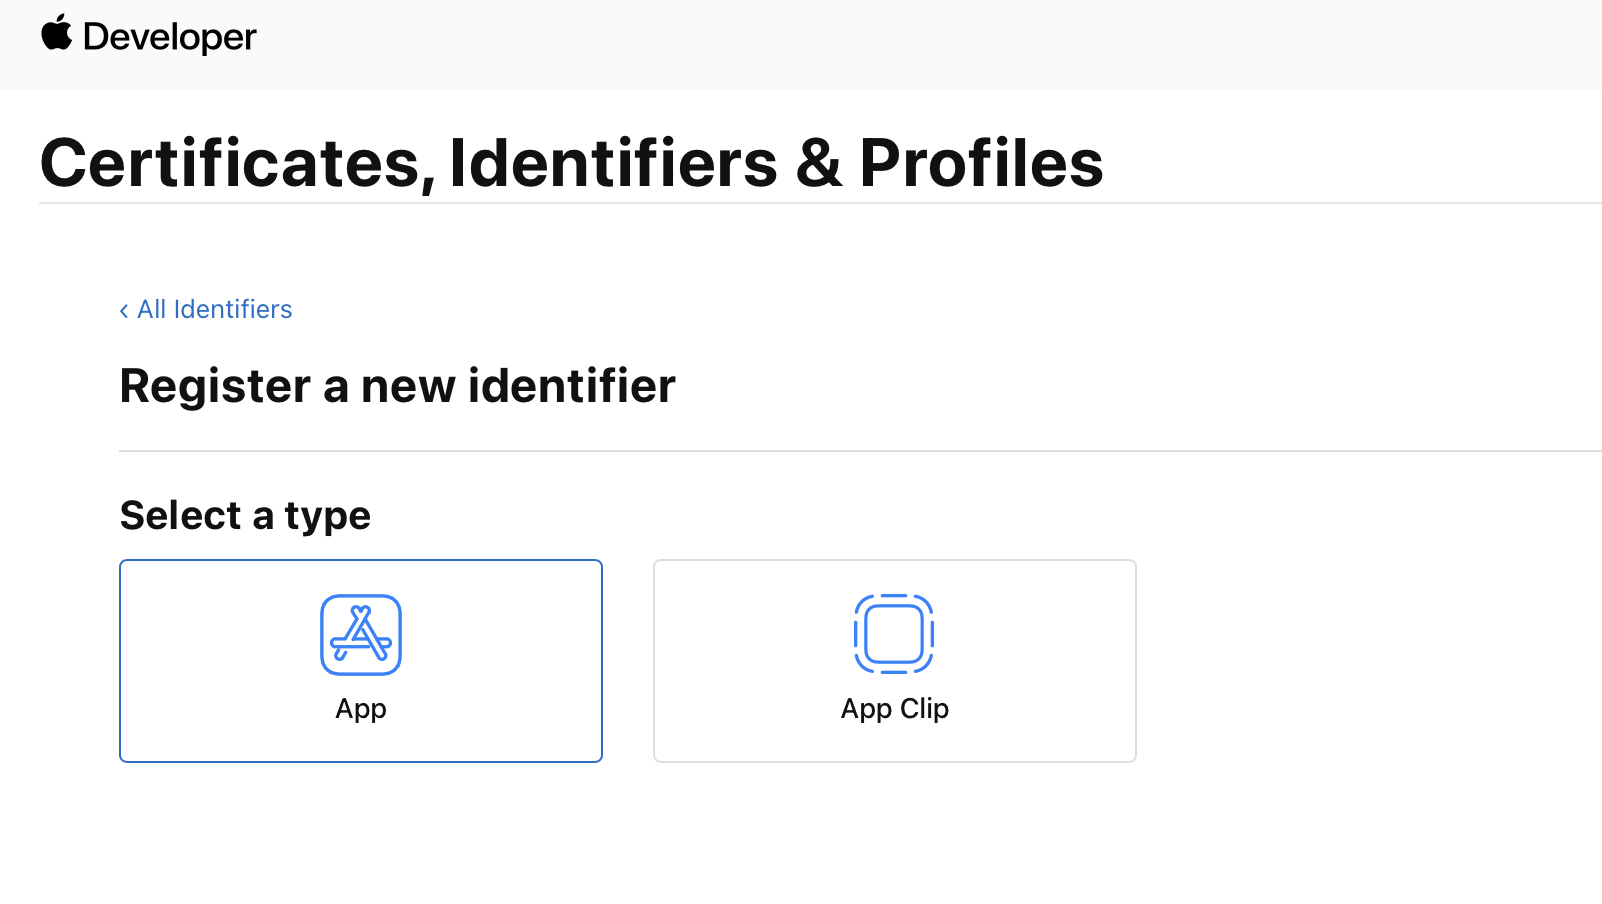 Developer
Certificates, Identifiers & Profiles
‹ All Identifiers
Register a new identifier
Select a type
App
App Clip